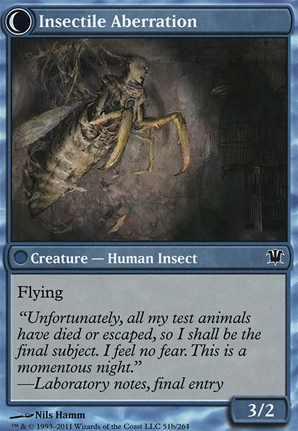 Insectile Aberration
Creature — Human Insect
Flying
“Unfortunately, all my test animals
have died or escaped, so I shall be the
final subject. I feel no fear. This is a
momentous night.”
—Laboratory notes, final entry
3/2
Nils Hamm
™ & © 1993–2011 Wizards of the Coast LLC 51b/264